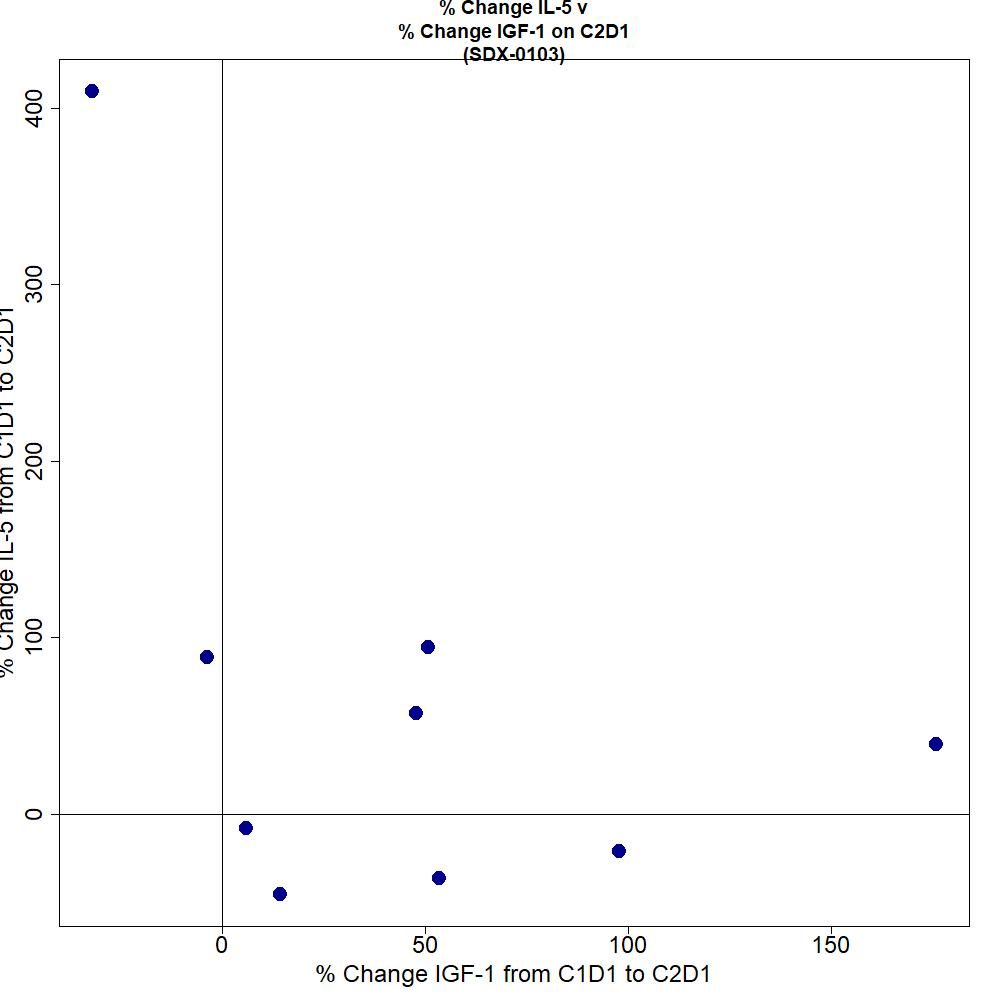 % Change IL-5 v
% Change IGF-1 on C2D1
(SDX-0103)
% Change IL-5 from C1D1 to C2D1
400
300
200
100
0
0
50
100
150
% Change IGF-1 from C1D1 to C2D1